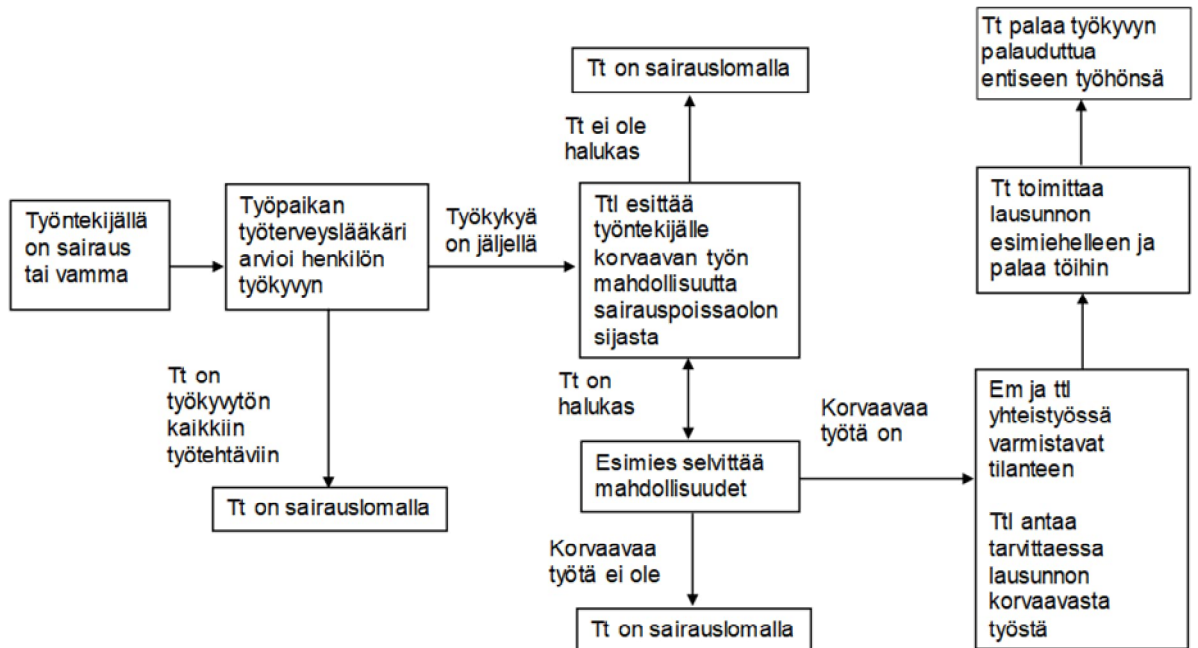 Työntekijällä
on sairaus
tai vamma
Työpaikan
työterveyslääkäri
arvioi henkilön
työkyvyn
Tt on
työkyvytön
kaikkiin
työtehtäviin
Tt on sairauslomalla
Työkykyä
on jäljellä
Ttl esittää
työntekijälle
korvaavan työn
mahdollisuutta
sairauspoissaolon
sijasta
Tt ei ole
halukas
Tt on sairauslomalla
Tt on
halukas
Esimies selvittää
mahdollisuudet
Korvaavaa
työtä ei ole
Tt on sairauslomalla
Korvaavaa
työtä on
Em ja ttl
yhteistyössä
varmistavat
tilanteen
Ttl antaa
tarvittaessa
lausunnon
korvaavasta
työstä
Tt toimittaa
lausunnon
esimiehelleen ja
palaa töihin
Tt palaa työkyvyn
palauduttua
entiseen työhönsä